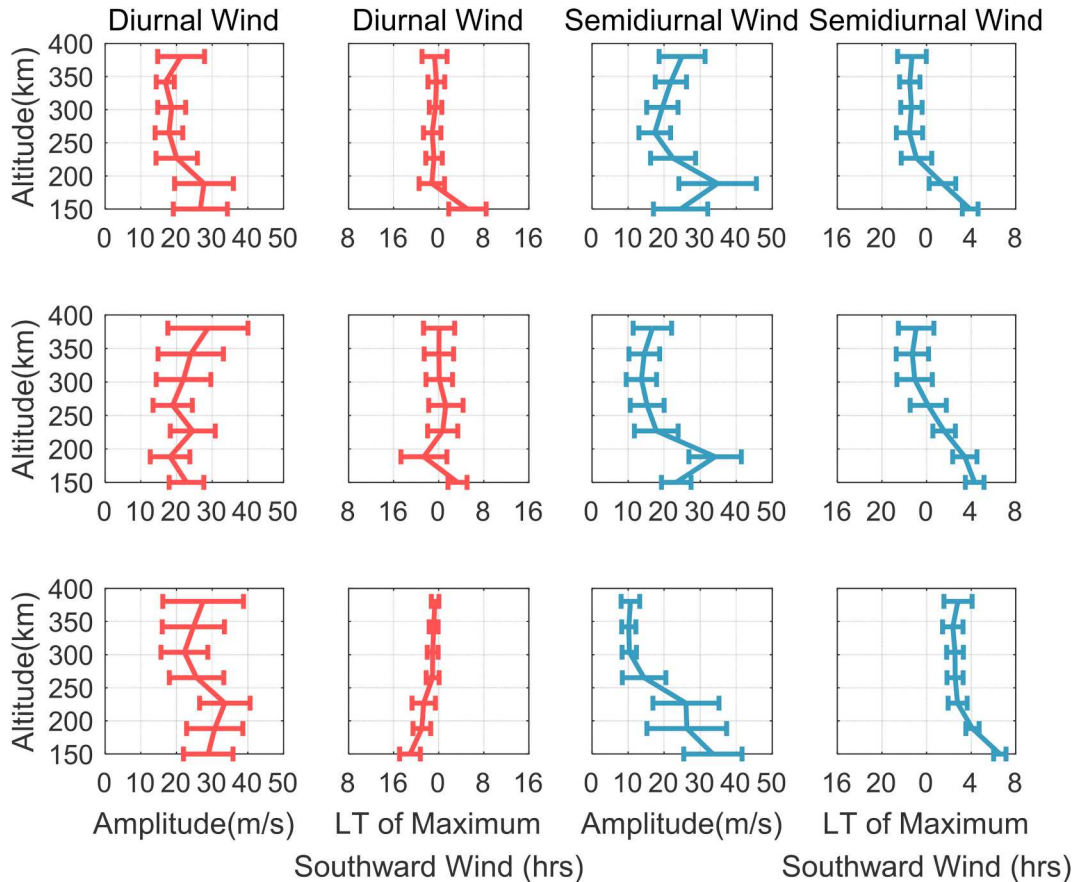 Diurnal Wind Diurnal Wind Semidiurnal Wind Semidiurnal Wind
Altitude(km)
400
350
300
250
200
150
0 10 20 30 40 50
8 16 0 8 16
0 10 20 30 40 50
16 20 0 4 8
Altitude(km)
400
350
300
250
200
150
0 10 20 30 40 50
8 16 0 8 16
0 10 20 30 40 50
16 20 0 4 8
Altitude(km)
400
350
300
250
200
150
0 10 20 30 40 50
8 16 0 8 16
0 10 20 30 40 50
16 20 0 4 8
Amplitude(m/s) LT of Maximum Amplitude(m/s) LT of Maximum
Southward Wind (hrs) Southward Wind (hrs)